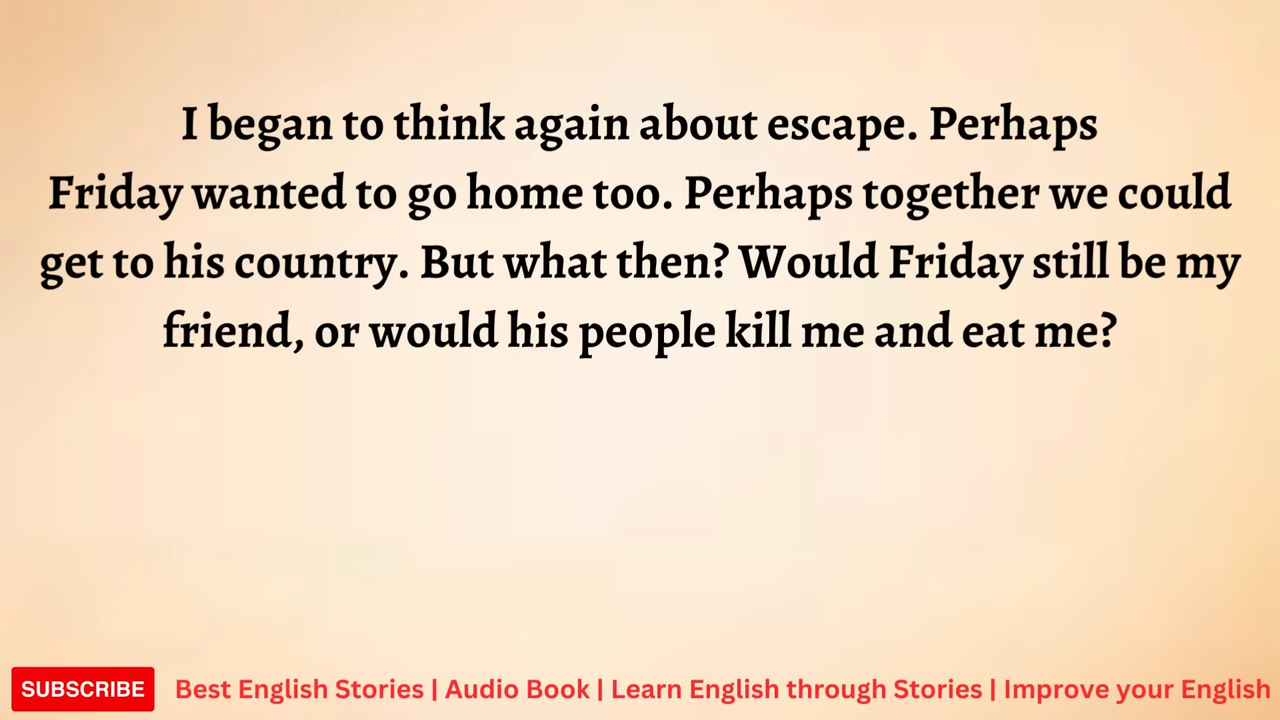 I began to think again about escape. Perhaps
Friday wanted to go home too. Perhaps together we could
get to his country. But what then? Would Friday still be my
friend, or would his people kill me and eat me?
SUBSCRIBE
Best English Stories | Audio Book | Learn English through Stories | Improve your English